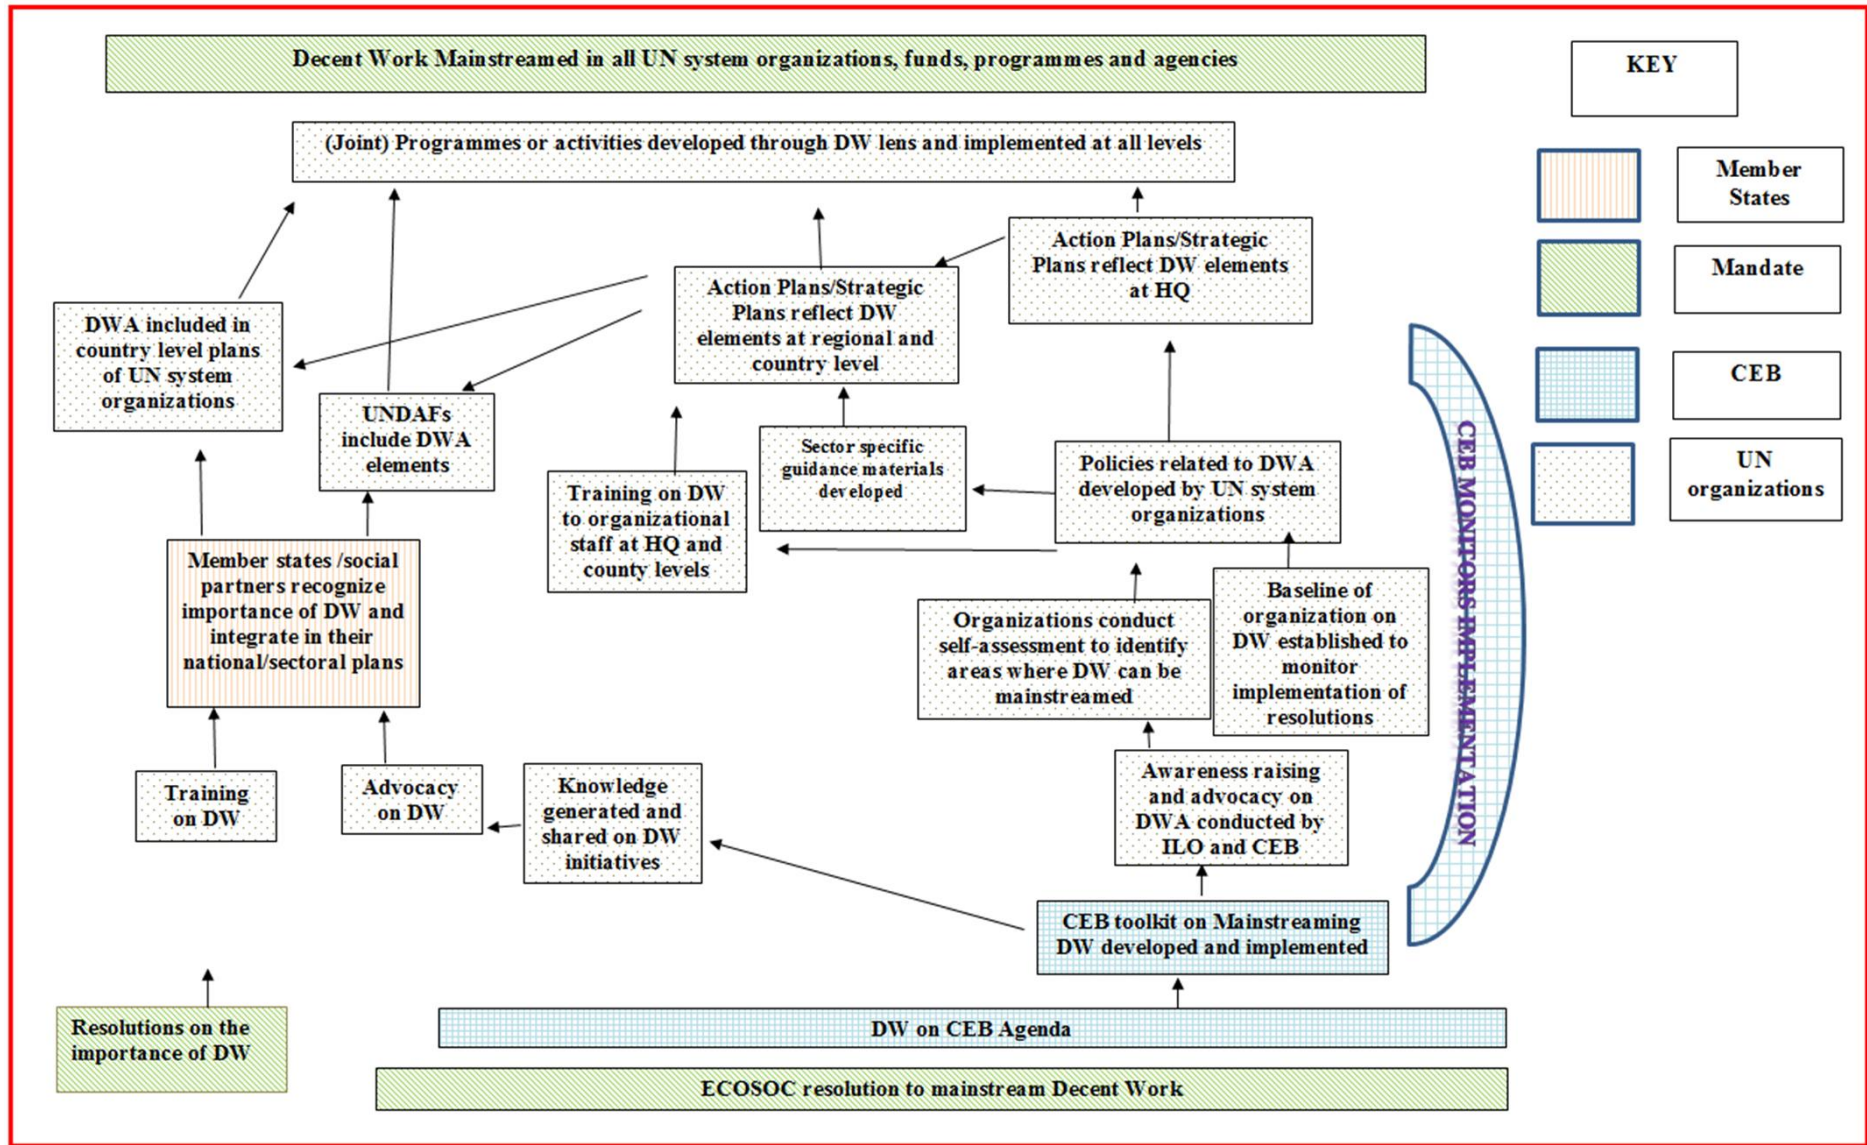 Decent Work Mainstreamed in all UN system organizations, funds, programmes and agencies
KEY
(Joint) Programmes or activities developed through DW lens and implemented at all levels
Member
States
Mandate
CEB
UN
organizations
Action Plans/Strategic
Plans reflect DW elements
at HQ
Action Plans/Strategic
Plans reflect DW
elements at regional and
country level
DWA included in
country level plans
of UN system
organizations
UNDAFs
include DWA
elements
Sector specific
guidance materials
developed
Policies related to DWA
developed by UN system
organizations
Training on DW
to organizational
staff at HQ and
county levels
Member states /social
partners recognize
importance of DW and
integrate in their
national/sectoral plans
Organizations conduct
self-assessment to identify
areas where DW can be
mainstreamed
Baseline of
organization on
DW established to
monitor
implementation of
resolutions
CEB MONITORS IMPLEMENTATION
Training
on DW
Advocacy
on DW
Knowledge
generated and
shared on DW
initiatives
Awareness raising
and advocacy on
DWA conducted by
ILO and CEB
CEB toolkit on Mainstreaming
DW developed and implemented
Resolutions on the
importance of DW
DW on CEB Agenda
ECOSOC resolution to mainstream Decent Work